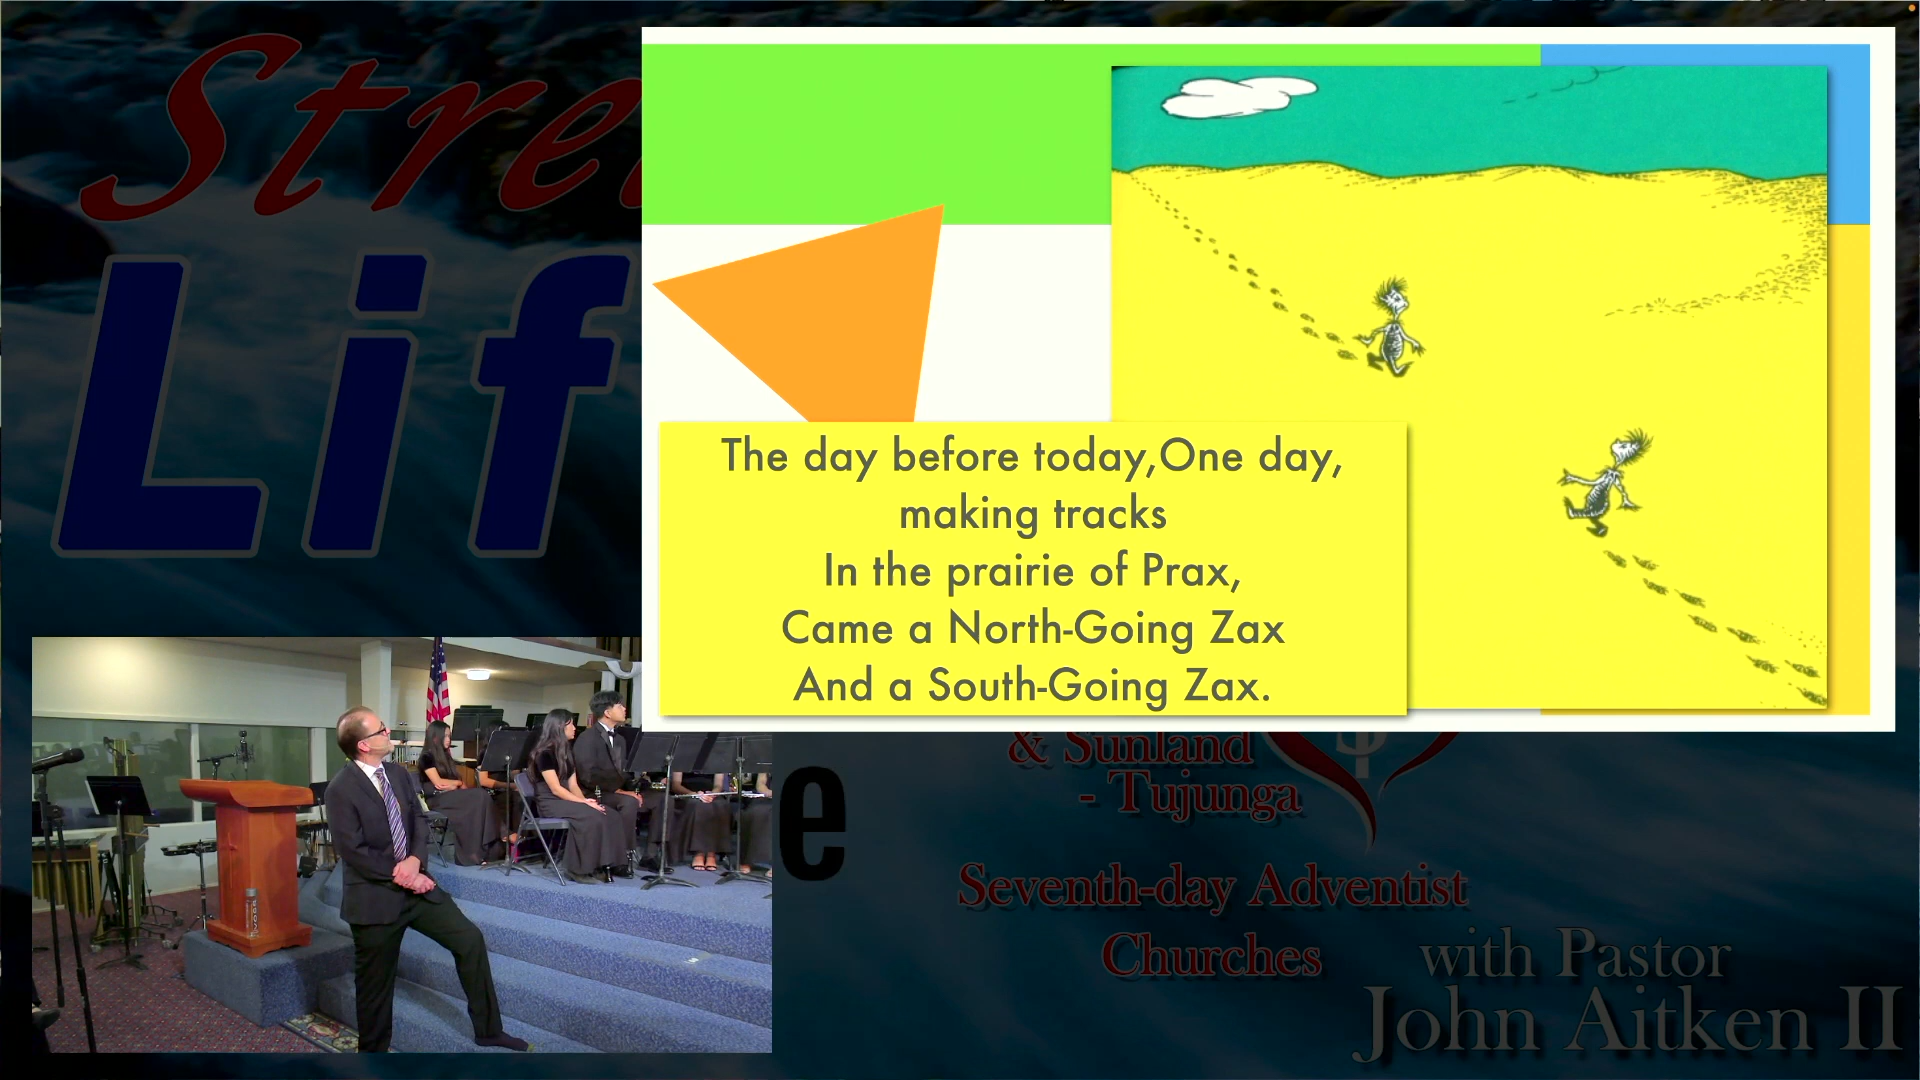 Stre
Lif
The day before today,One day,
making tracks
In the prairie of Prax,
Came a North-Going Zax
And a South-Going Zax.
e
& Sunland
- Tujunga
Seventh-day Adventist
Churches
with Pastor
John Aitken II